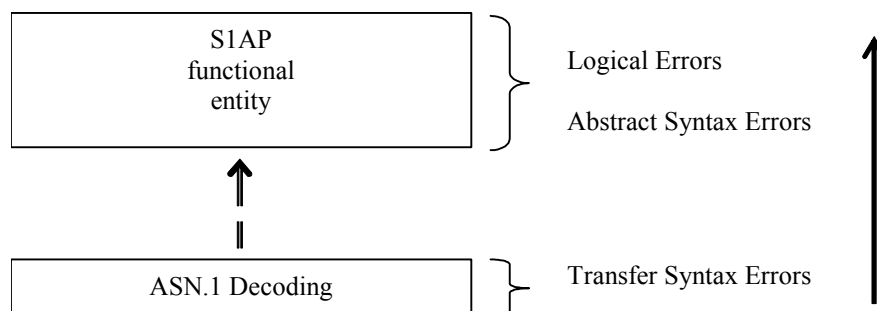 S1AP
functional
entity
Logical Errors
Abstract Syntax Errors
ASN.1 Decoding
Transfer Syntax Errors